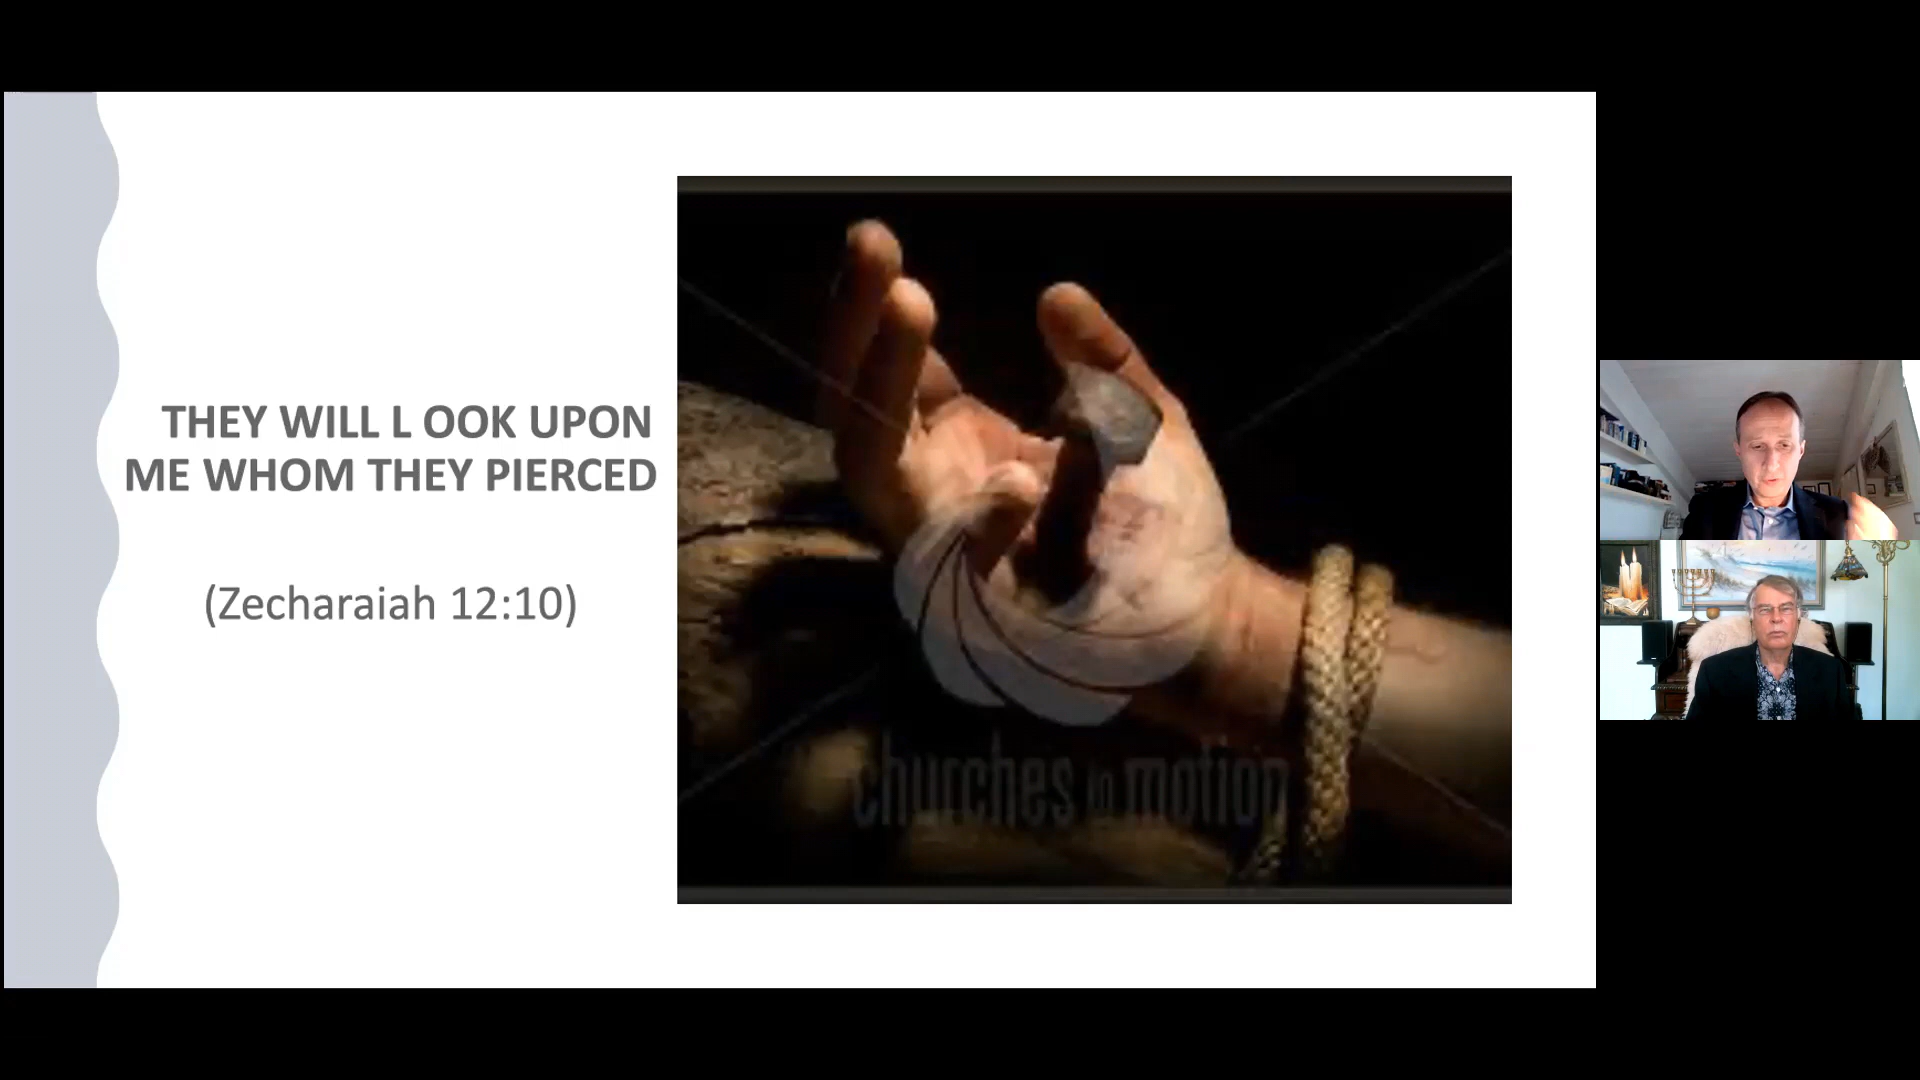 THEY WILL L OOK UPON
ME WHOM THEY PIERCED
(Zecharaiah 12:10)
churches in motion